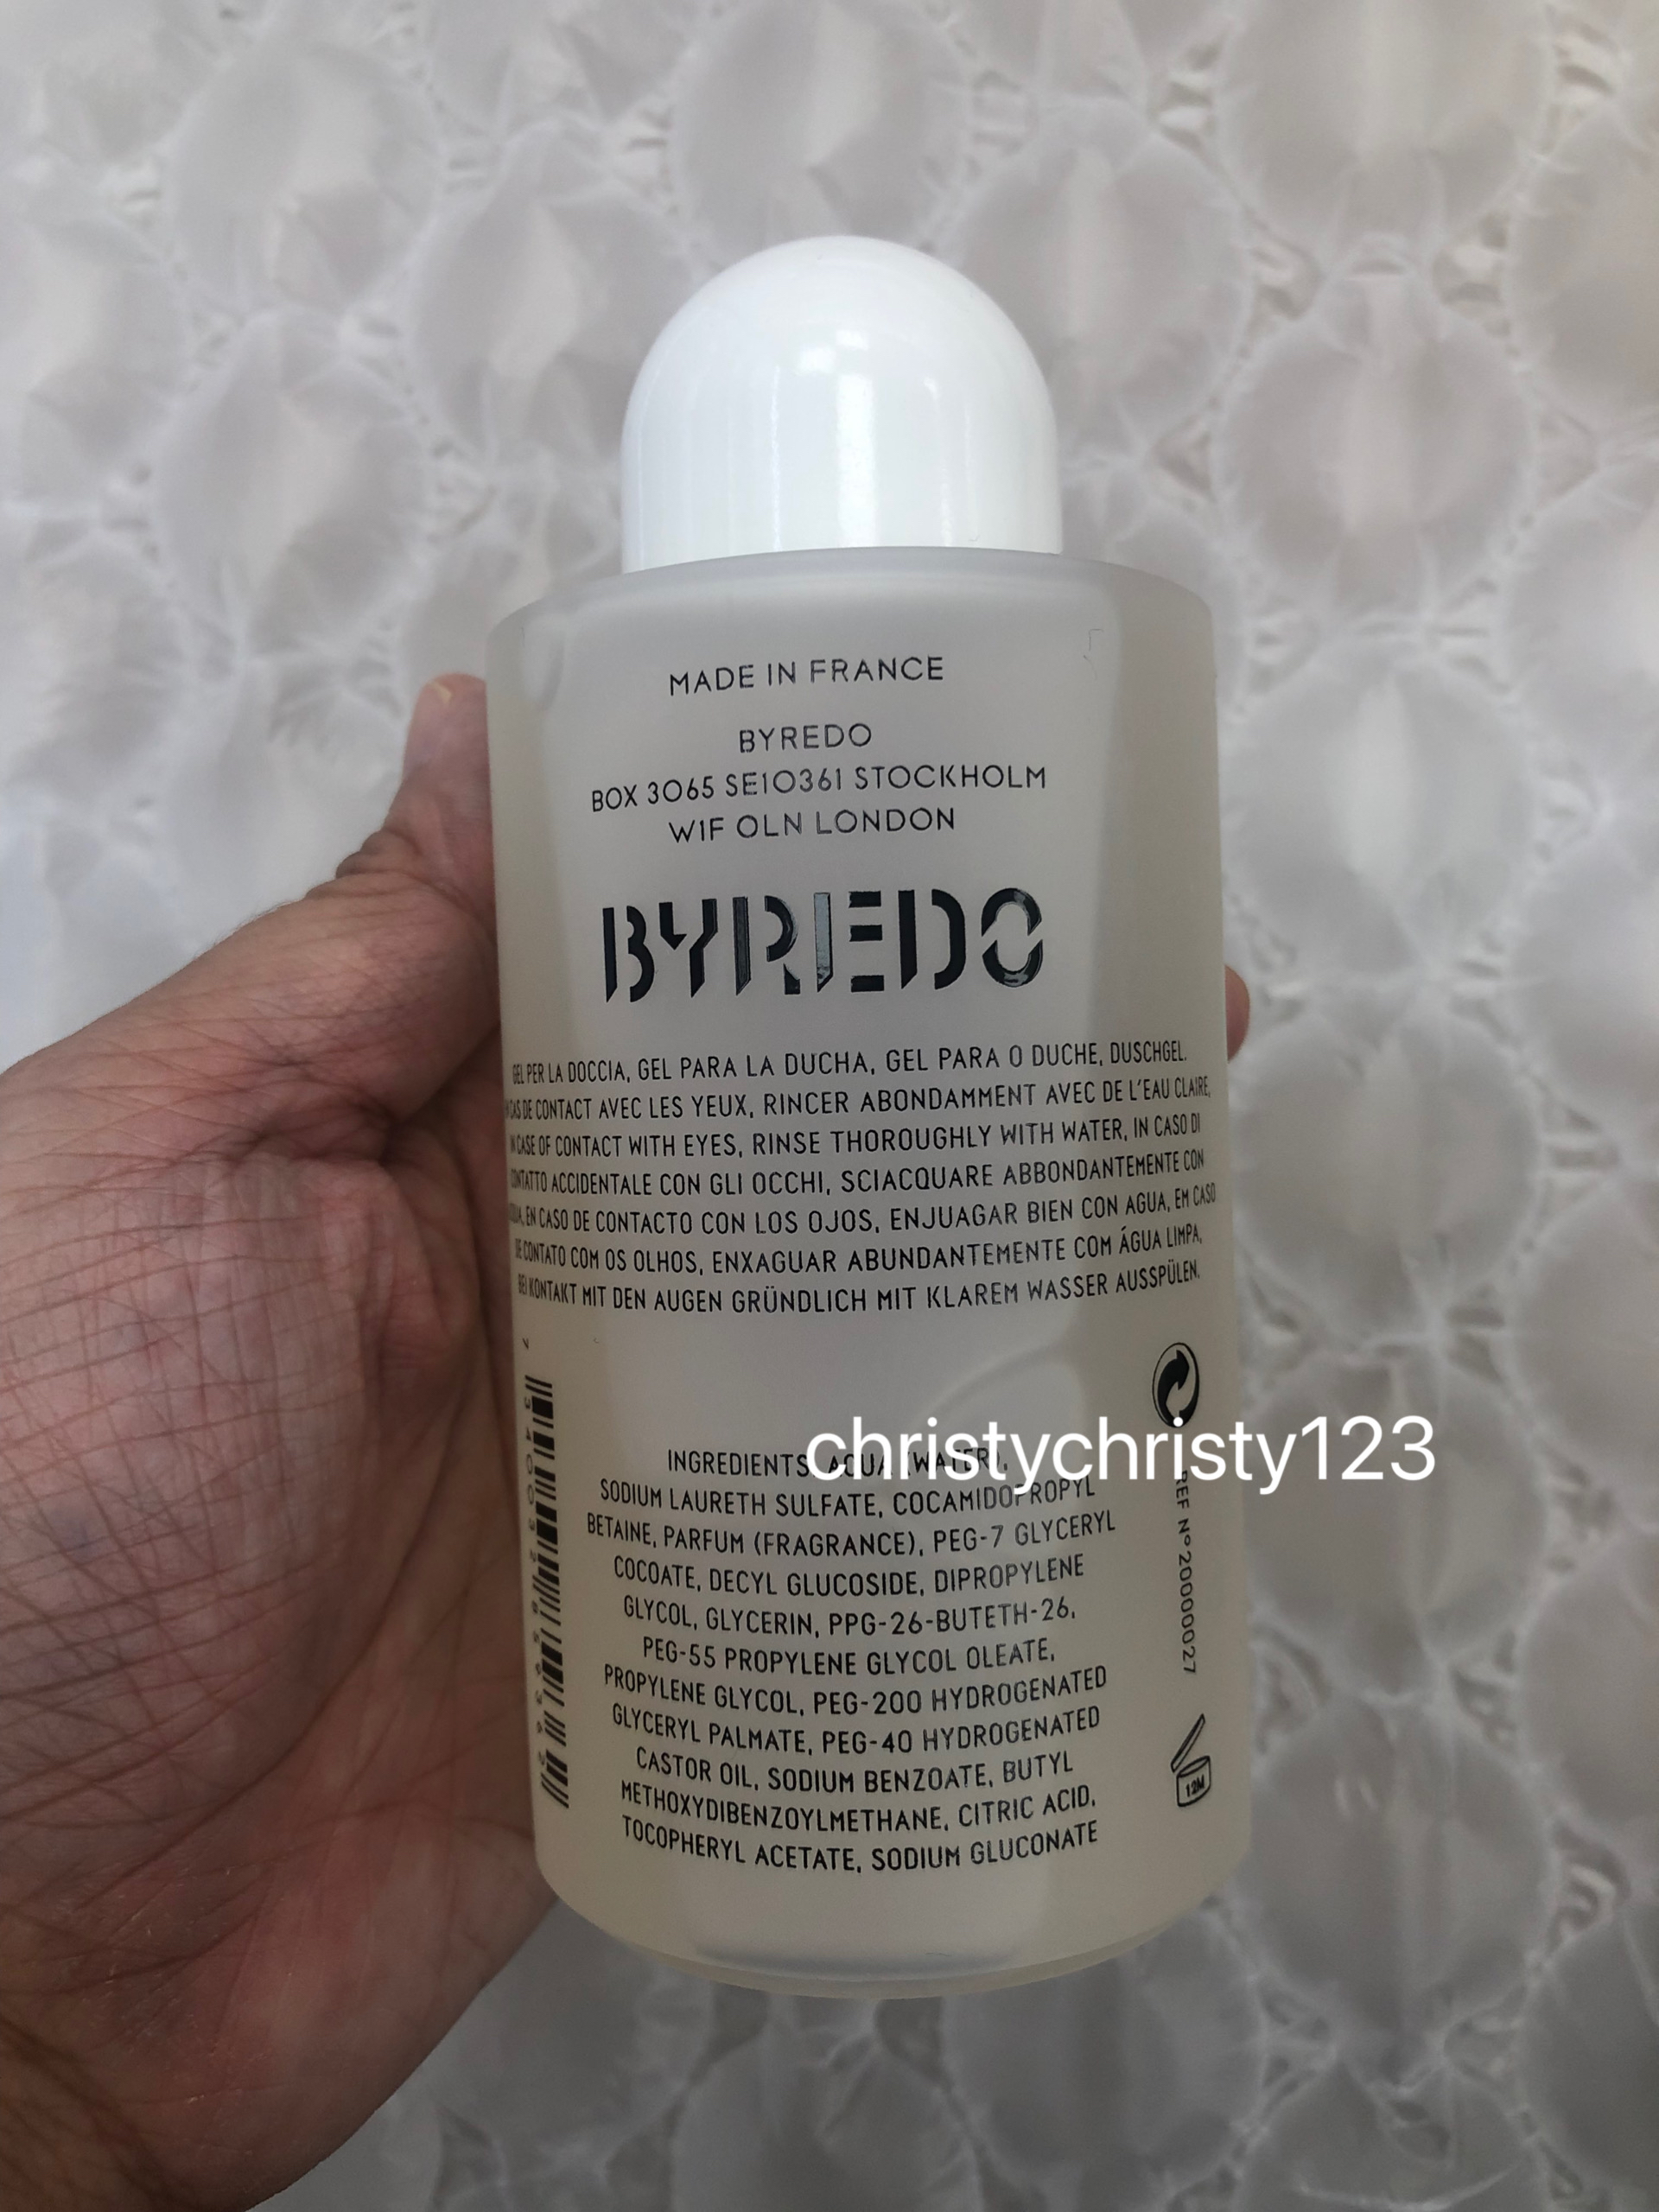 MADE IN FRANCE
BYREDO
BOX 3065 SE10361 STOCKHOLM
W1F OLN LONDON
BYREDO
GEL PER LA DOCCIA, GEL PARA LA DUCHA, GEL PARA O DUCHE, DUSCHGEL.
CAS DE CONTACT AVEC LES YEUX, RINCER ABONDAMMENT AVEC DE L'EAU CLAIRE,
IN CASE OF CONTACT WITH EYES, RINSE THOROUGHLY WITH WATER, IN CASO DI
CONTATTO ACCIDENTALE CON GLI OCCHI, SCIACQUARE ABBONDANTEMENTE CON
EN CASO DE CONTACTO CON LOS OJOS, ENJUAGAR BIEN CON AGUA, EM CASO
DE CONTATO COM OS OLHOS, ENXAGUAR ABUNDANTEMENTE COM ÁGUA LIMPA,
BEI KONTAKT MIT DEN AUGEN GRÜNDLICH MIT KLAREM WASSER AUSSPÜLEN.
christychristy123
INGREDIENTS: AQUA (WATER),
SODIUM LAURETH SULFATE, COCAMIDOPROPYL
BETAINE, PARFUM (FRAGRANCE), PEG-7 GLYCERYL
COCOATE, DECYL GLUCOSIDE, DIPROPYLENE
GLYCOL, GLYCERIN, PPG-26-BUTETH-26,
PEG-55 PROPYLENE GLYCOL OLEATE,
PROPYLENE GLYCOL, PEG-200 HYDROGENATED
GLYCERYL PALMATE, PEG-40 HYDROGENATED
CASTOR OIL, SODIUM BENZOATE, BUTYL
METHOXYDIBENZOYLMETHANE, CITRIC ACID,
TOCOPHERYL ACETATE, SODIUM GLUCONATE
REF Nº20000027
12M